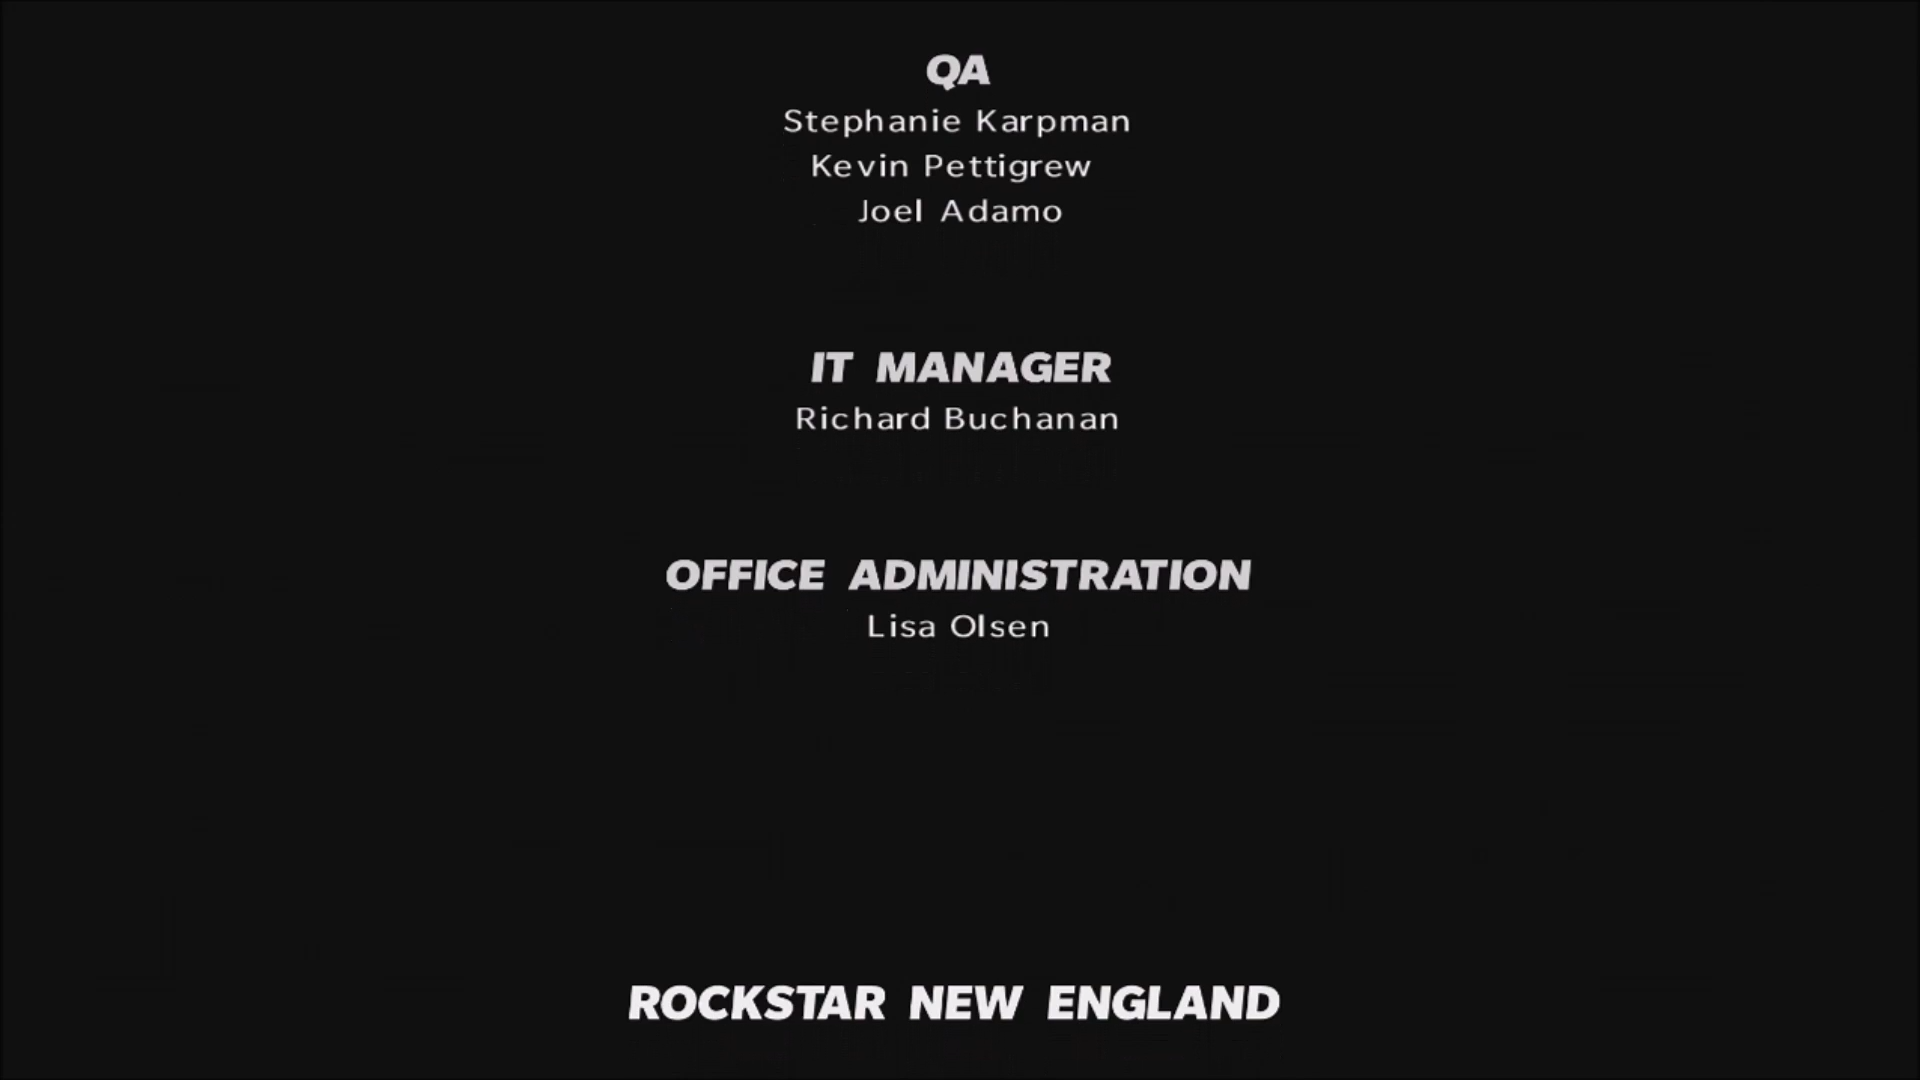 QA
Stephanie Karpman
Kevin Pettigrew
Joel Adamo
IT MANAGER
Richard Buchanan
OFFICE ADMINISTRATION
Lisa Olsen
ROCKSTAR NEW ENGLAND